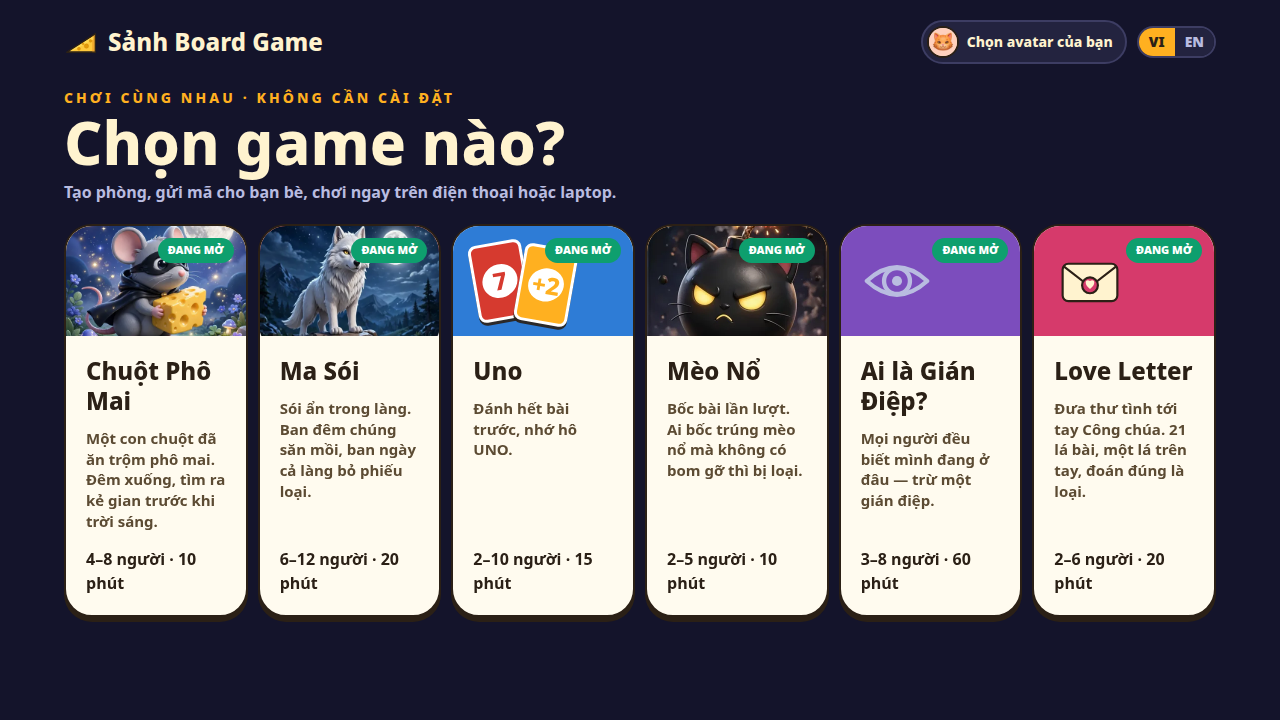 Sảnh Board Game
Chọn avatar của bạn
VI
EN
CHƠI CÙNG NHAU · KHÔNG CẦN CÀI ĐẶT
Chọn game nào?
Tạo phòng, gửi mã cho bạn bè, chơi ngay trên điện thoại hoặc laptop.
ĐANG MỞ
Chuột Phô
Mai
Một con chuột đã
ăn trộm phô mai.
Đêm xuống, tìm ra
kẻ gian trước khi
trời sáng.
4–8 người · 10
phút
ĐANG MỞ
Ma Sói
Sói ẩn trong làng.
Ban đêm chúng
săn mồi, ban ngày
cả làng bỏ phiếu
loại.
6–12 người · 20
phút
7
+2
ĐANG MỞ
Uno
Đánh hết bài
trước, nhớ hô
UNO.
2–10 người · 15
phút
ĐANG MỞ
Mèo Nổ
Bốc bài lần lượt.
Ai bốc trúng mèo
nổ mà không có
bom gỡ thì bị loại.
2–5 người · 10
phút
ĐANG MỞ
Ai là Gián
Điệp?
Mọi người đều
biết mình đang ở
đâu — trừ một
gián điệp.
3–8 người · 60
phút
ĐANG MỞ
Love Letter
Đưa thư tình tới
tay Công chúa. 21
lá bài, một lá trên
tay, đoán đúng là
loại.
2–6 người · 20
phút